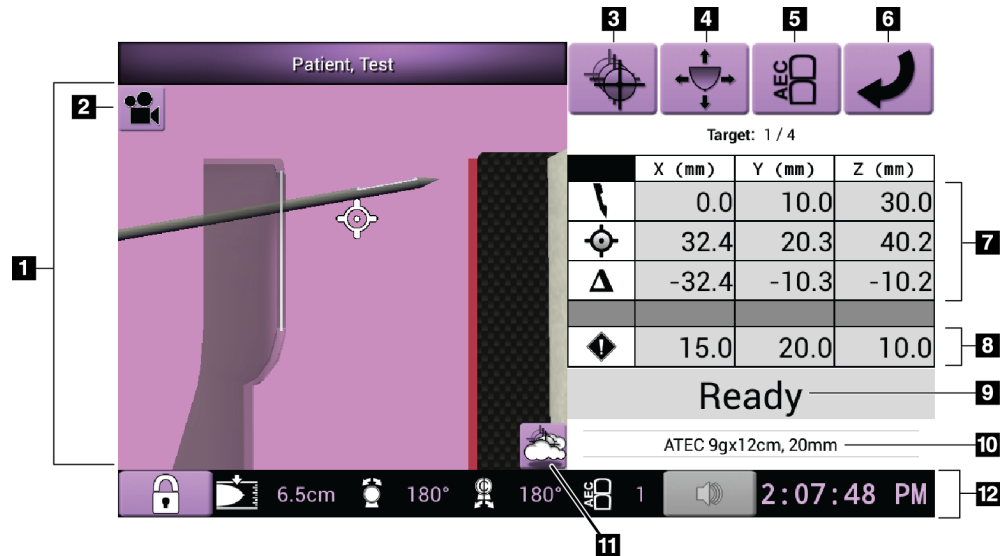 3
4
5
6
AEC
Patient, Test
1
2
Target: 1 / 4
X (mm) Y (mm) Z (mm)
0.0 10.0 30.0
32.4 20.3 40.2
Δ -32.4 -10.3 -10.2
7
! 15.0 20.0 10.0
8
Ready
9
ATEC 9gx12cm, 20mm
10
6.5cm 180° 180° AEC 1 2:07:48 PM
12
11